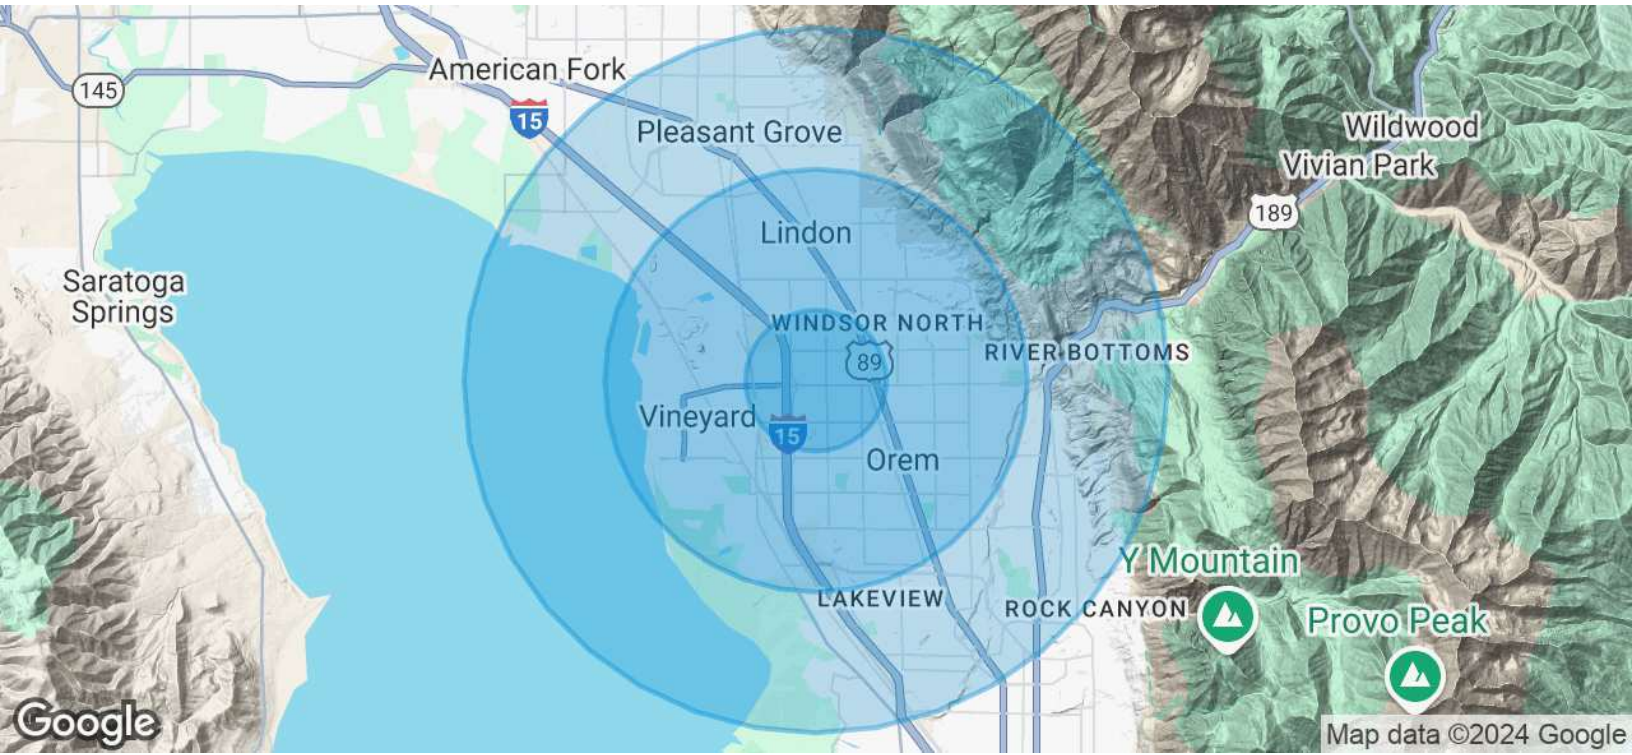 American Fork
145
15
Pleasant Grove
Wildwood
Vivian Park
189
Lindon
Saratoga
Springs
WINDSOR NORTH
89
RIVER BOTTOMS
Vineyard
15
Orem
Y Mountain
LAKEVIEW
ROCK CANYON
Provo Peak
Google
Map data ©2024 Google